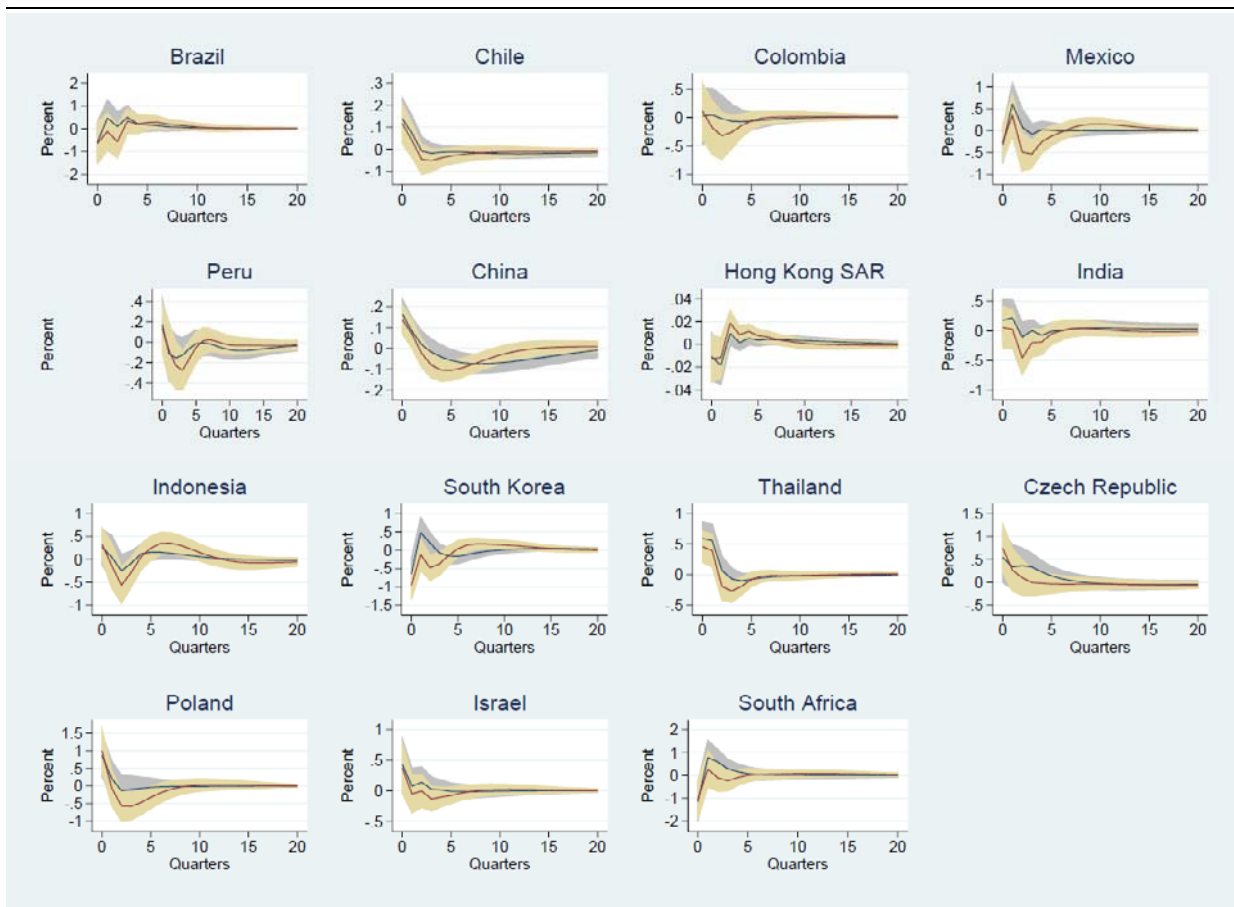 Brazil Chile Colombia Mexico
Percent 2 1 0 -1 -2 Percent .3 .2 .1 0 -.1 Percent .5 0 -.5 -1 Percent 1 .5 0 -.5 -1
0 5 10 15 20 0 5 10 15 20 0 5 10 15 20 0 5 10 15 20
Quarters Quarters Quarters Quarters
Peru China Hong Kong SAR India
Percent .4 .2 0 -.2 -.4 Percent .2 .1 0 -.1 -.2 Percent .04 .02 0 -.02 -.04 Percent .5 0 -.5 -1
0 5 10 15 20 0 5 10 15 20 0 5 10 15 20 0 5 10 15 20
Quarters Quarters Quarters Quarters
Indonesia South Korea Thailand Czech Republic
Percent 1 .5 0 -.5 -1 Percent 1 .5 0 -.5 -1 -1.5 Percent 1 .5 0 -.5 Percent 1.5 1 .5 0 -.5
0 5 10 15 20 0 5 10 15 20 0 5 10 15 20 0 5 10 15 20
Quarters Quarters Quarters Quarters
Poland Israel South Africa
Percent 1.5 1 .5 0 -.5 -1 Percent 1 .5 0 -.5 Percent 2 1 0 -1 -2
0 5 10 15 20 0 5 10 15 20 0 5 10 15 20
Quarters Quarters Quarters